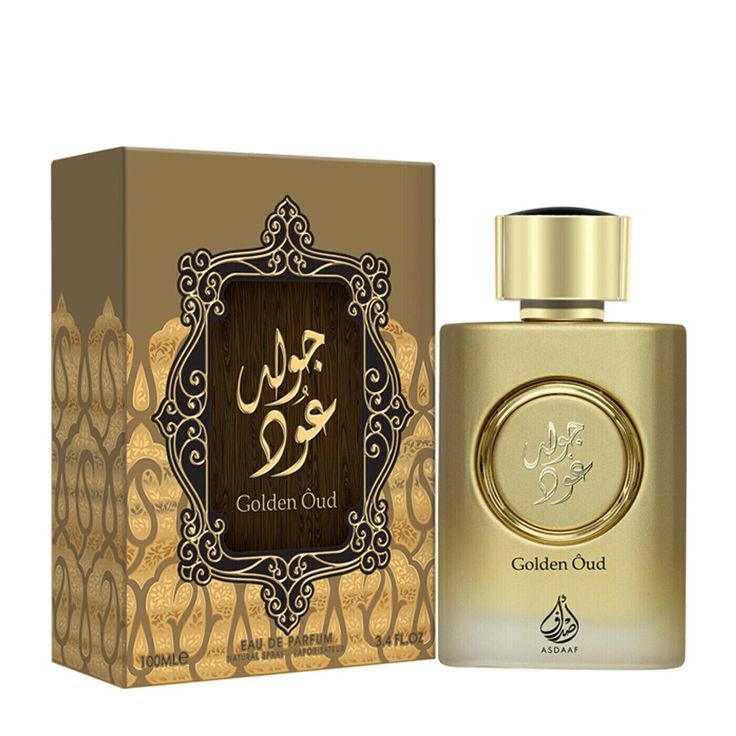 جولد
عود
Golden Ôud
EAU DE PARFUM
NATURAL SPRAY - VAPORISATEUR
100ML℮
3.4 FL.OZ
جولد
عود
Golden Ôud
أصداف
ASDAAF